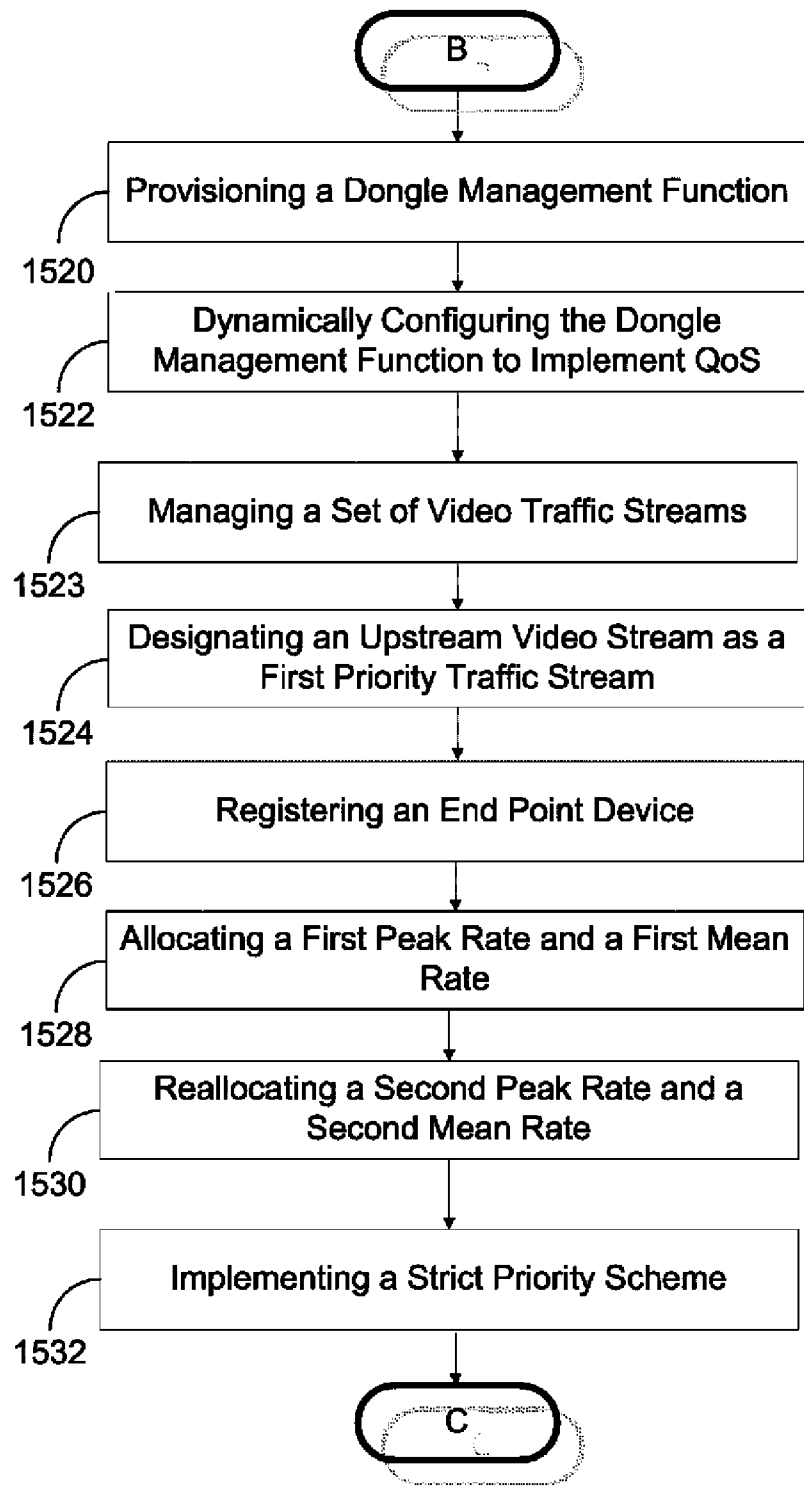 B
Provisioning a Dongle Management Function
1520
Dynamically Configuring the Dongle
Management Function to Implement QoS
1522
Managing a Set of Video Traffic Streams
1523
Designating an Upstream Video Stream as a
First Priority Traffic Stream
1524
Registering an End Point Device
1526
Allocating a First Peak Rate and a First Mean
Rate
1528
Reallocating a Second Peak Rate and a
Second Mean Rate
1530
Implementing a Strict Priority Scheme
1532
C